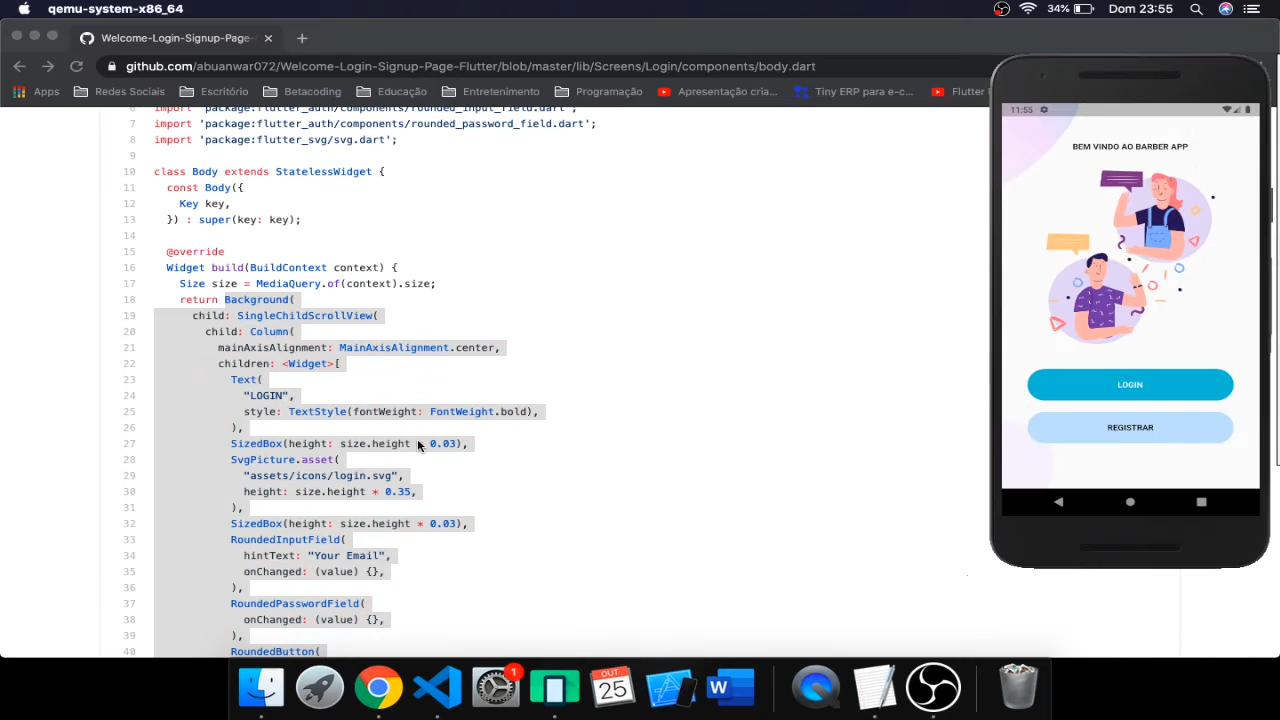 qemu-system-x86_64
34%
Dom 23:55
Welcome-Login-Signup-Page-
github.com/abuanwar072/Welcome-Login-Signup-Page-Flutter/blob/master/lib/Screens/Login/components/body.dart
Apps
Redes Sociais
Escritório
Betacoding
Educação
Entretenimento
Programação
Apresentação cria...
Tiny ERP para e-c...
Flutter
6 import 'package:flutter_auth/components/rounded_input_field.dart';
7 import 'package:flutter_auth/components/rounded_password_field.dart';
8 import 'package:flutter_svg/svg.dart';
9
10 class Body extends StatelessWidget {
11 const Body({
12 Key key,
13 }) : super(key: key);
14
15 @override
16 Widget build(BuildContext context) {
17 Size size = MediaQuery.of(context).size;
18 return Background(
19 child: SingleChildScrollView(
20 child: Column(
21 mainAxisAlignment: MainAxisAlignment.center,
22 children: <Widget>[
23 Text(
24 "LOGIN",
25 style: TextStyle(fontWeight: FontWeight.bold),
26 ),
27 SizedBox(height: size.height * 0.03),
28 SvgPicture.asset(
29 "assets/icons/login.svg",
30 height: size.height * 0.35,
31 ),
32 SizedBox(height: size.height * 0.03),
33 RoundedInputField(
34 hintText: "Your Email",
35 onChanged: (value) {},
36 ),
37 RoundedPasswordField(
38 onChanged: (value) {},
39 ),
40 RoundedButton(
11:55
BEM VINDO AO BARBER APP
LOGIN
REGISTRAR
1
OUT
25
W